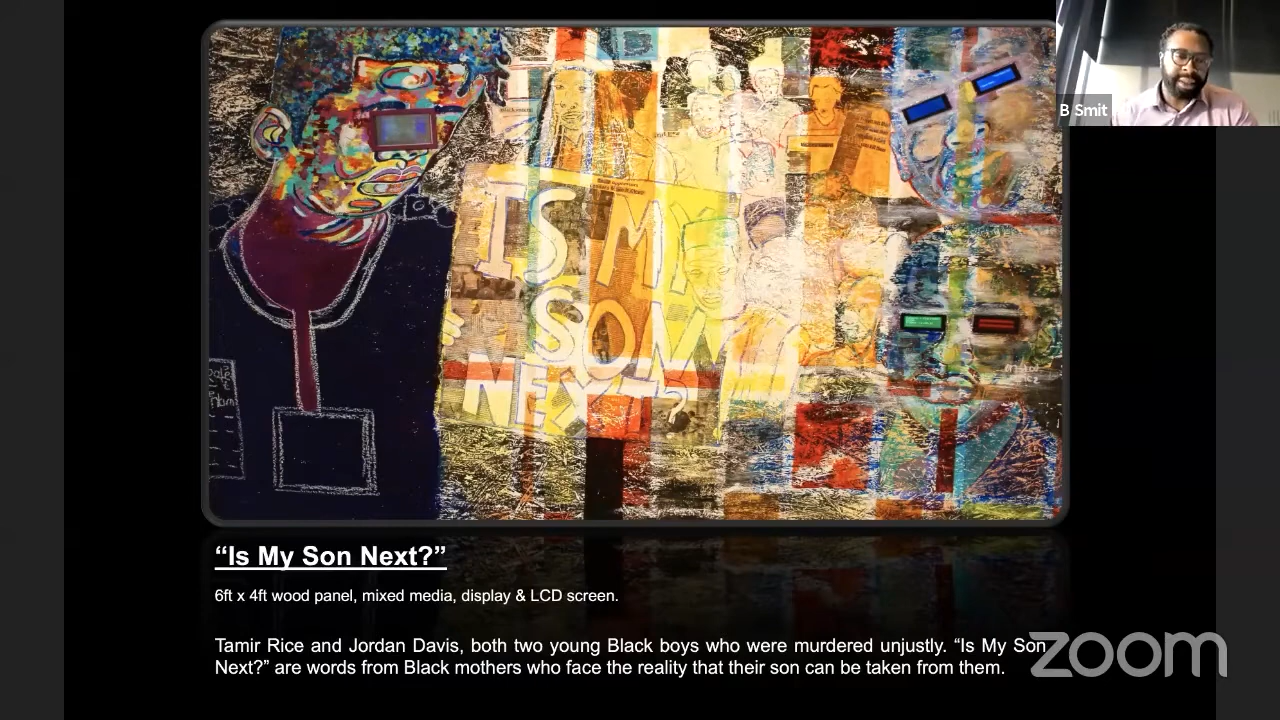 B Smit
IS MY
SON
NEXT?
“Is My Son Next?”
6ft x 4ft wood panel, mixed media, display & LCD screen.
Tamir Rice and Jordan Davis, both two young Black boys who were murdered unjustly. “Is My Son
Next?” are words from Black mothers who face the reality that their son can be taken from them.
zoom